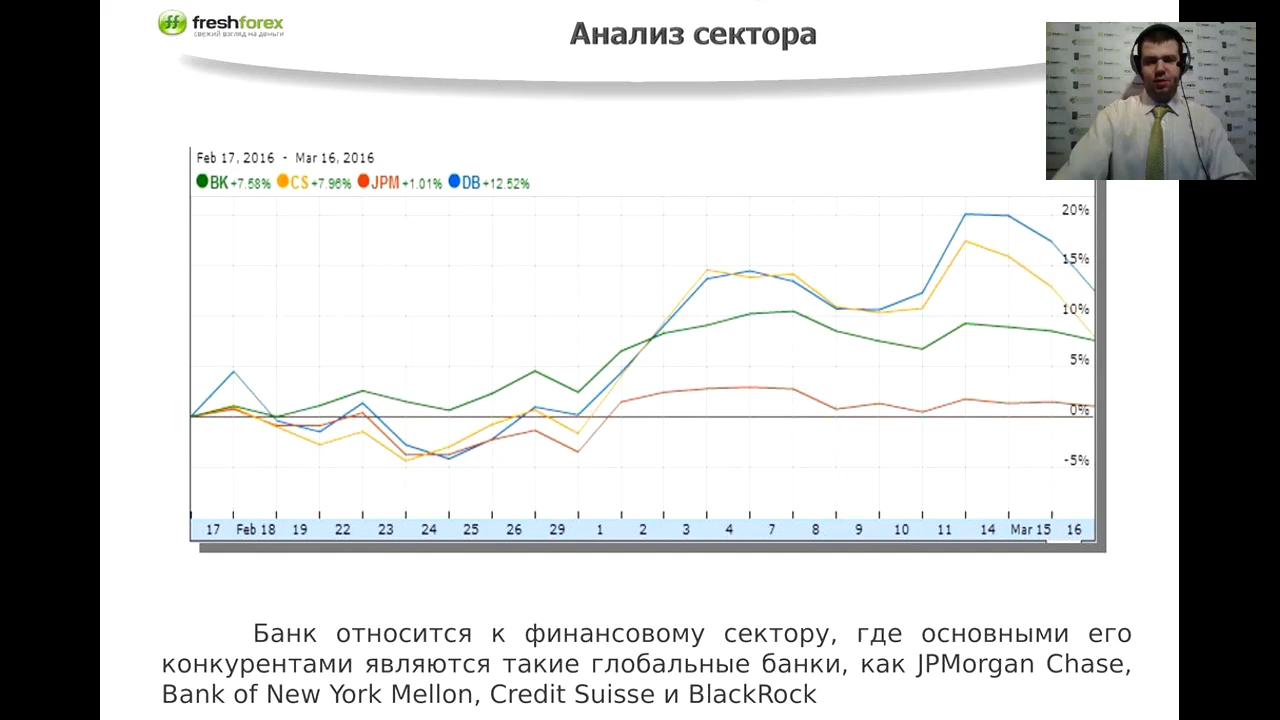 freshforex
свежий взгляд на деньги
Анализ сектора
Feb 17, 2016 - Mar 16, 2016
BK +7.58% CS +7.96% JPM +1.01% DB +12.52%
20%
15%
10%
5%
0%
-5%
17 Feb 18 19 22 23 24 25 26 29 1 2 3 4 7 8 9 10 11 14 Mar 15 16
Банк относится к финансовому сектору, где основными его
конкурентами являются такие глобальные банки, как JPMorgan Chase,
Bank of New York Mellon, Credit Suisse и BlackRock